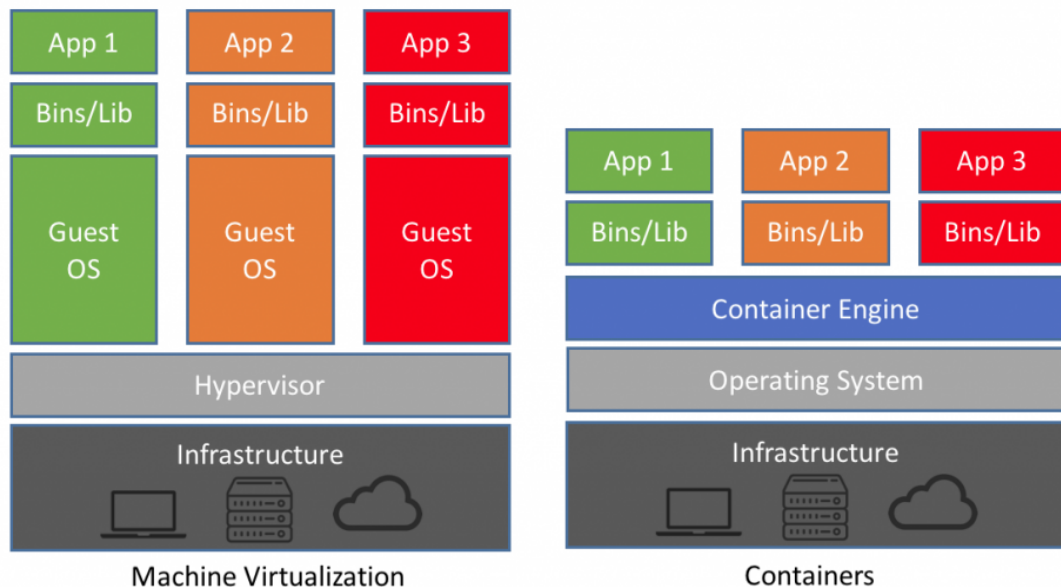 App 1
App 2
App 3
Bins/Lib
Bins/Lib
Bins/Lib
Guest
OS
Guest
OS
Guest
OS
Hypervisor
Infrastructure
Machine Virtualization
App 1
App 2
App 3
Bins/Lib
Bins/Lib
Bins/Lib
Container Engine
Operating System
Infrastructure
Containers